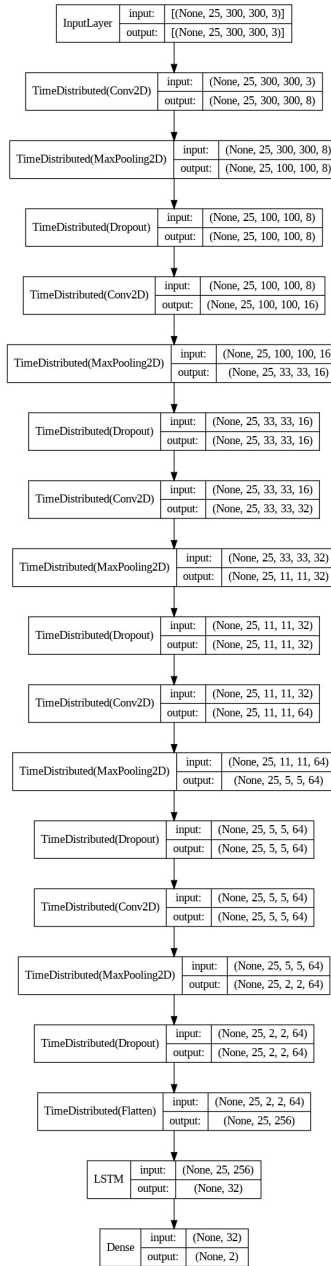 InputLayer
input: [(None, 25, 300, 300, 3)]
output: [(None, 25, 300, 300, 3)]
TimeDistributed(Conv2D)
input: (None, 25, 300, 300, 3)
output: (None, 25, 300, 300, 8)
TimeDistributed(MaxPooling2D)
input: (None, 25, 300, 300, 8)
output: (None, 25, 100, 100, 8)
TimeDistributed(Dropout)
input: (None, 25, 100, 100, 8)
output: (None, 25, 100, 100, 8)
TimeDistributed(Conv2D)
input: (None, 25, 100, 100, 8)
output: (None, 25, 100, 100, 16)
TimeDistributed(MaxPooling2D)
input: (None, 25, 100, 100, 16
output: (None, 25, 33, 33, 16)
TimeDistributed(Dropout)
input: (None, 25, 33, 33, 16)
output: (None, 25, 33, 33, 16)
TimeDistributed(Conv2D)
input: (None, 25, 33, 33, 16)
output: (None, 25, 33, 33, 32)
TimeDistributed(MaxPooling2D)
input: (None, 25, 33, 33, 32)
output: (None, 25, 11, 11, 32)
TimeDistributed(Dropout)
input: (None, 25, 11, 11, 32)
output: (None, 25, 11, 11, 32)
TimeDistributed(Conv2D)
input: (None, 25, 11, 11, 32)
output: (None, 25, 11, 11, 64)
TimeDistributed(MaxPooling2D)
input: (None, 25, 11, 11, 64)
output: (None, 25, 5, 5, 64)
TimeDistributed(Dropout)
input: (None, 25, 5, 5, 64)
output: (None, 25, 5, 5, 64)
TimeDistributed(Conv2D)
input: (None, 25, 5, 5, 64)
output: (None, 25, 5, 5, 64)
TimeDistributed(MaxPooling2D)
input: (None, 25, 5, 5, 64)
output: (None, 25, 2, 2, 64)
TimeDistributed(Dropout)
input: (None, 25, 2, 2, 64)
output: (None, 25, 2, 2, 64)
TimeDistributed(Flatten)
input: (None, 25, 2, 2, 64)
output: (None, 25, 256)
LSTM
input: (None, 25, 256)
output: (None, 32)
Dense
input: (None, 32)
output: (None, 2)